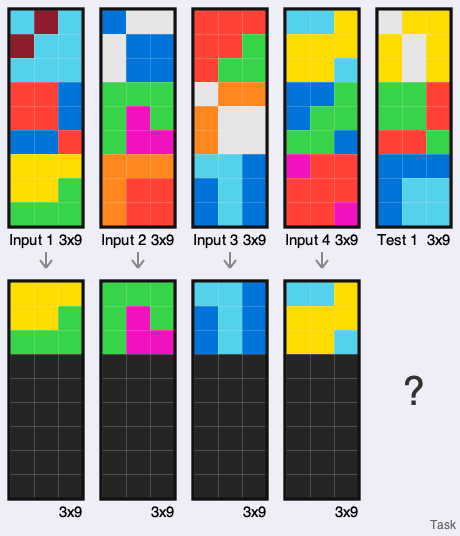 Input 1 3x9
Input 2 3x9
Input 3 3x9
Input 4 3x9
Test 1 3x9
?
3x9
3x9
3x9
3x9
Task